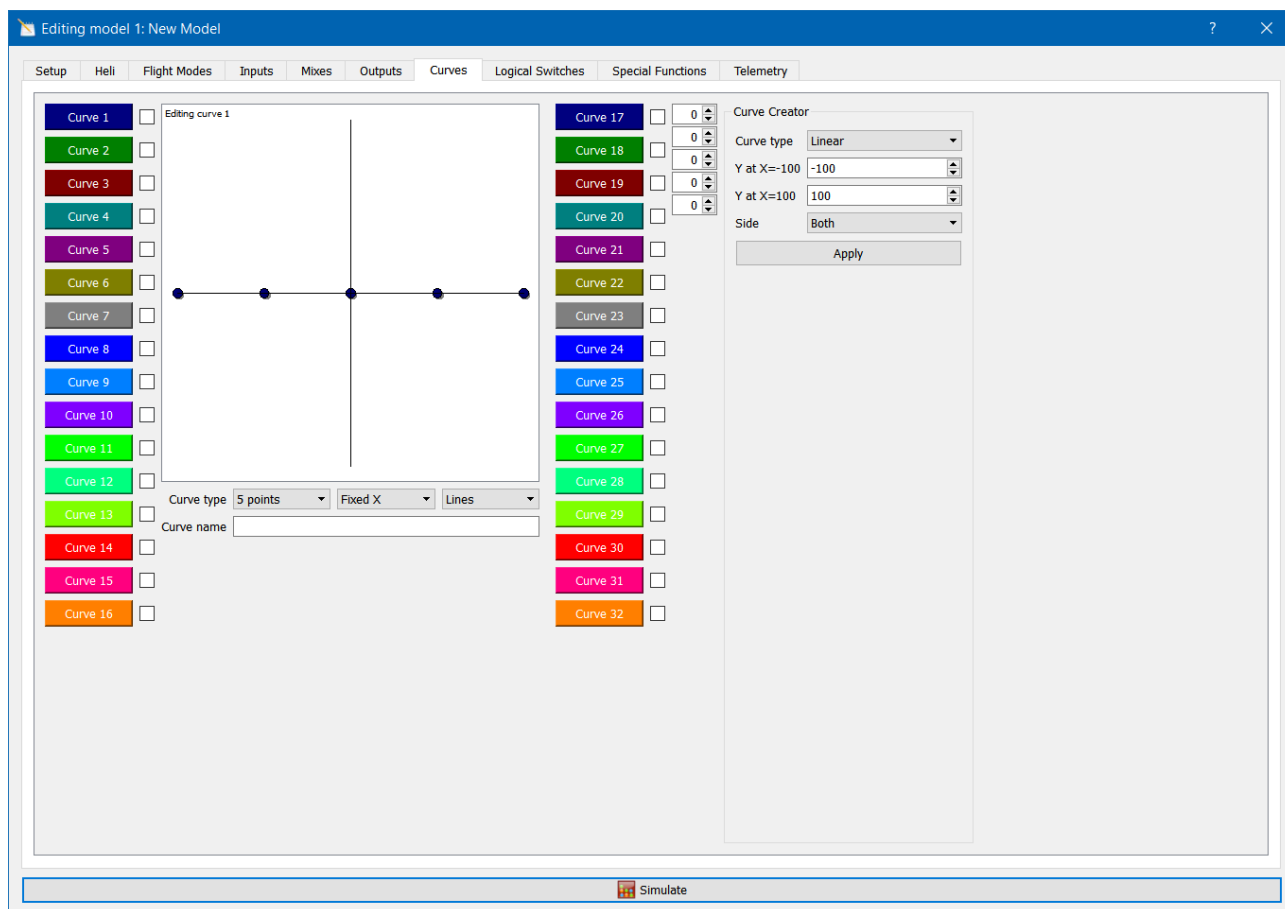 Editing model 1: New Model
?
Setup Heli Flight Modes Inputs Mixes Outputs Curves Logical Switches Special Functions Telemetry
Curve 1
Curve 2
Curve 3
Curve 4
Curve 5
Curve 6
Curve 7
Curve 8
Curve 9
Curve 10
Curve 11
Curve 12
Curve 13
Curve 14
Curve 15
Curve 16
Editing curve 1
Curve type 5 points Fixed X Lines
Curve name
Curve 17
Curve 18
Curve 19
Curve 20
Curve 21
Curve 22
Curve 23
Curve 24
Curve 25
Curve 26
Curve 27
Curve 28
Curve 29
Curve 30
Curve 31
Curve 32
0
0
0
0
0
Curve Creator
Curve type Linear
Y at X=-100 -100
Y at X=100 100
Side Both
Apply
Simulate